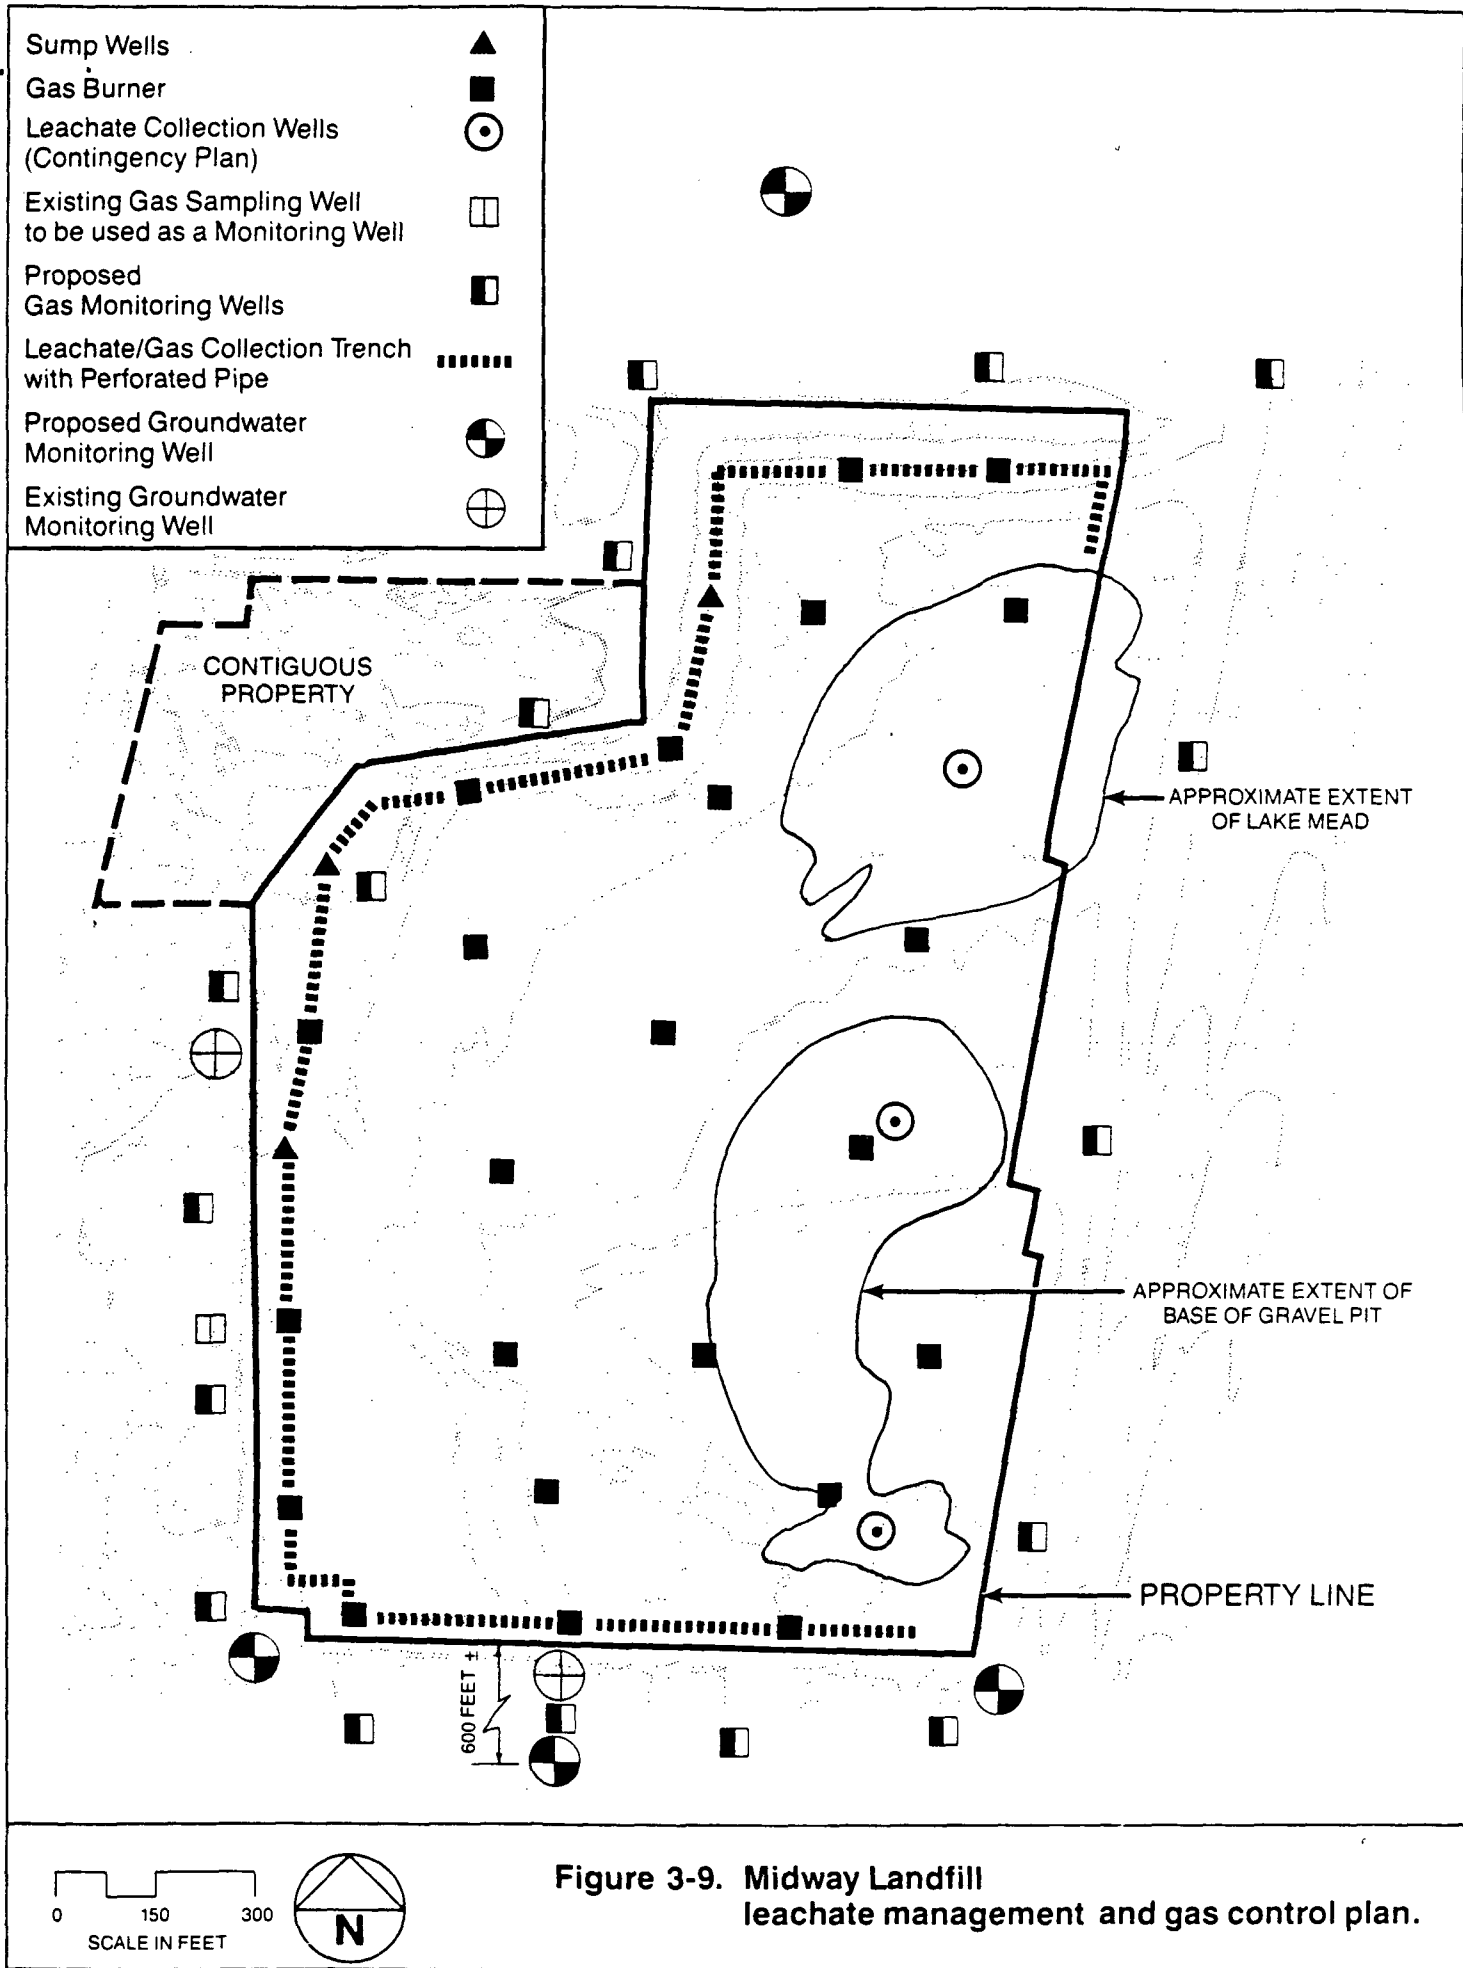 Sump Wells
Gas Burner
Leachate Collection Wells
(Contingency Plan)
Existing Gas Sampling Well
to be used as a Monitoring Well
Proposed
Gas Monitoring Wells
Leachate/Gas Collection Trench
with Perforated Pipe
Proposed Groundwater
Monitoring Well
Existing Groundwater
Monitoring Well
CONTIGUOUS
PROPERTY
APPROXIMATE EXTENT
OF LAKE MEAD
APPROXIMATE EXTENT OF
BASE OF GRAVEL PIT
PROPERTY LINE
600 FEET ±
0 150 300
SCALE IN FEET
N
Figure 3-9. Midway Landfill
leachate management and gas control plan.